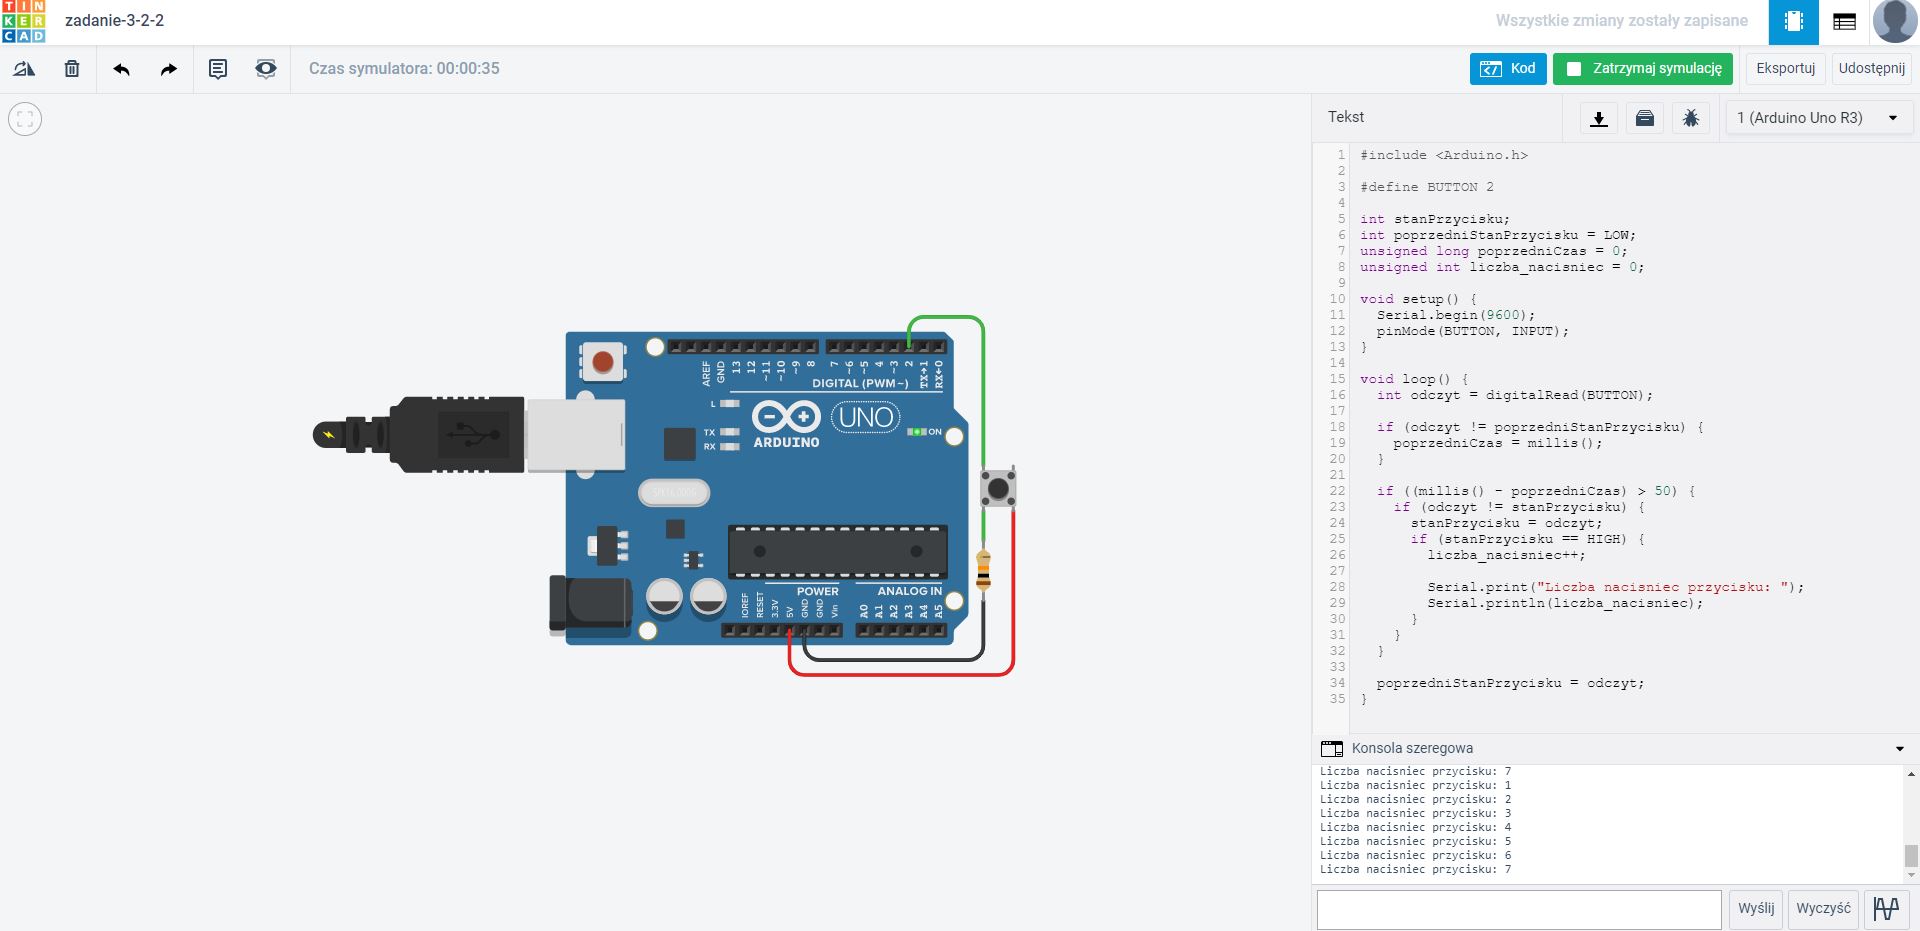 TIN
KER
CAD
zadanie-3-2-2
Wszystkie zmiany zostały zapisane
Czas symulatora: 00:00:35
Kod
Zatrzymaj symulację
Eksportuj
Udostępnij
Tekst
1 (Arduino Uno R3)
1 #include <Arduino.h>
2
3 #define BUTTON 2
4
5 int stanPrzycisku;
6 int poprzedniStanPrzycisku = LOW;
7 unsigned long poprzedniCzas = 0;
8 unsigned int liczba_nacisniec = 0;
9
10 void setup() {
11 Serial.begin(9600);
12 pinMode(BUTTON, INPUT);
13 }
14
15 void loop() {
16 int odczyt = digitalRead(BUTTON);
17
18 if (odczyt != poprzedniStanPrzycisku) {
19 poprzedniCzas = millis();
20 }
21
22 if ((millis() - poprzedniCzas) > 50) {
23 if (odczyt != stanPrzycisku) {
24 stanPrzycisku = odczyt;
25 if (stanPrzycisku == HIGH) {
26 liczba_nacisniec++;
27
28 Serial.print("Liczba nacisniec przycisku: ");
29 Serial.println(liczba_nacisniec);
30 }
31 }
32 }
33
34 poprzedniStanPrzycisku = odczyt;
35 }
AREF
GND
13
12
~11
~10
~9
8
7
~6
~5
4
~3
2
TX→1
RX←0
DIGITAL (PWM~)
L
TX
RX
UNO
ARDUINO
ON
POWER
ANALOG IN
IOREF
RESET
3.3V
5V
GND
GND
Vin
A0
A1
A2
A3
A4
A5
Konsola szeregowa
Liczba nacisniec przycisku: 7
Liczba nacisniec przycisku: 1
Liczba nacisniec przycisku: 2
Liczba nacisniec przycisku: 3
Liczba nacisniec przycisku: 4
Liczba nacisniec przycisku: 5
Liczba nacisniec przycisku: 6
Liczba nacisniec przycisku: 7
Wyślij
Wyczyść